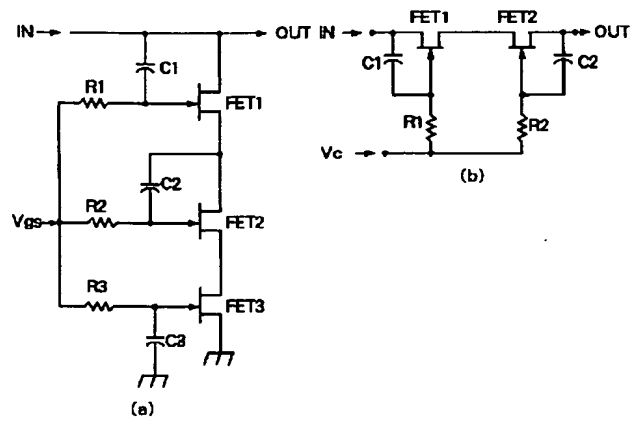 IN
OUT
C1
R1
FET1
C2
Vgs
R2
FET2
R3
FET3
C3
(a)
FET1
FET2
IN
OUT
C1
C2
R1
R2
Vc
(b)